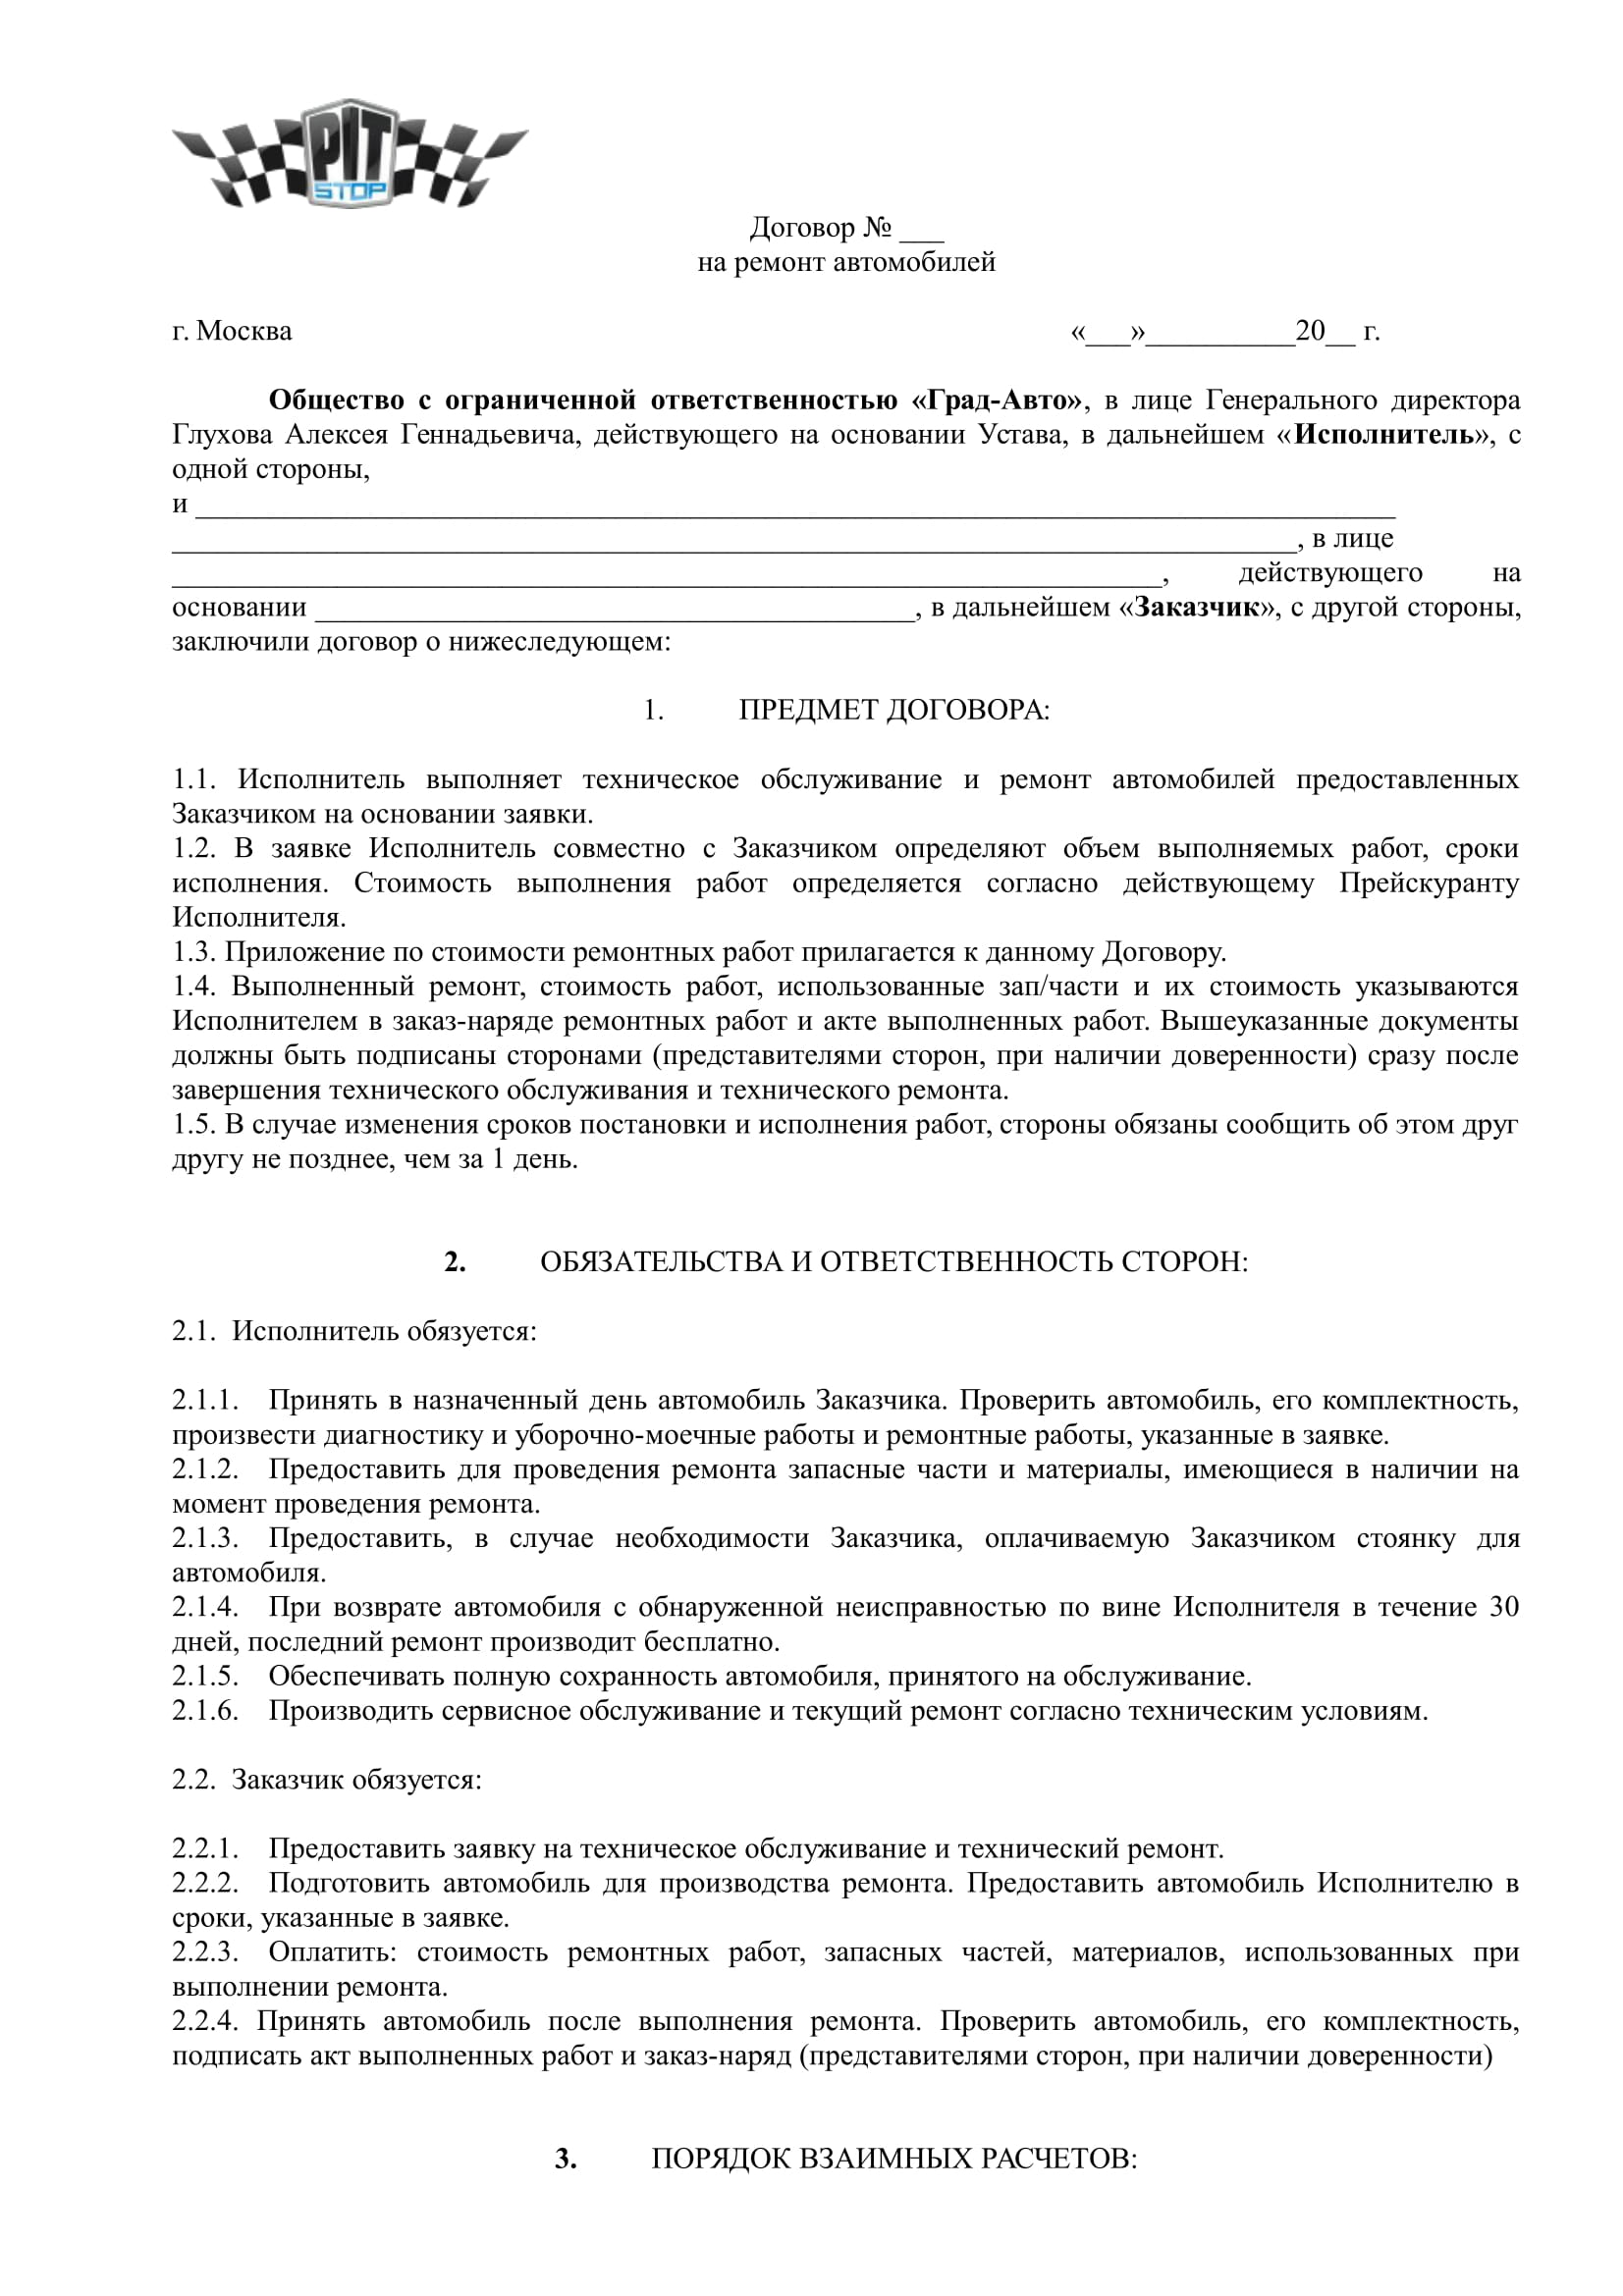 PIT
STOP
Договор № ___
на ремонт автомобилей
г. Москва «___»__________20__ г.
Общество с ограниченной ответственностью «Град-Авто», в лице Генерального директора
Глухова Алексея Геннадьевича, действующего на основании Устава, в дальнейшем «Исполнитель», с
одной стороны,
и ________________________________________________________________________________
___________________________________________________________________________, в лице
__________________________________________________________________, действующего на
основании ________________________________________, в дальнейшем «Заказчик», с другой стороны,
заключили договор о нижеследующем:
1. ПРЕДМЕТ ДОГОВОРА:
1.1. Исполнитель выполняет техническое обслуживание и ремонт автомобилей предоставленных
Заказчиком на основании заявки.
1.2. В заявке Исполнитель совместно с Заказчиком определяют объем выполняемых работ, сроки
исполнения. Стоимость выполнения работ определяется согласно действующему Прейскуранту
Исполнителя.
1.3. Приложение по стоимости ремонтных работ прилагается к данному Договору.
1.4. Выполненный ремонт, стоимость работ, использованные зап/части и их стоимость указываются
Исполнителем в заказ-наряде ремонтных работ и акте выполненных работ. Вышеуказанные документы
должны быть подписаны сторонами (представителями сторон, при наличии доверенности) сразу после
завершения технического обслуживания и технического ремонта.
1.5. В случае изменения сроков постановки и исполнения работ, стороны обязаны сообщить об этом друг
другу не позднее, чем за 1 день.
2. ОБЯЗАТЕЛЬСТВА И ОТВЕТСТВЕННОСТЬ СТОРОН:
2.1. Исполнитель обязуется:
2.1.1. Принять в назначенный день автомобиль Заказчика. Проверить автомобиль, его комплектность,
произвести диагностику и уборочно-моечные работы и ремонтные работы, указанные в заявке.
2.1.2. Предоставить для проведения ремонта запасные части и материалы, имеющиеся в наличии на
момент проведения ремонта.
2.1.3. Предоставить, в случае необходимости Заказчика, оплачиваемую Заказчиком стоянку для
автомобиля.
2.1.4. При возврате автомобиля с обнаруженной неисправностью по вине Исполнителя в течение 30
дней, последний ремонт производит бесплатно.
2.1.5. Обеспечивать полную сохранность автомобиля, принятого на обслуживание.
2.1.6. Производить сервисное обслуживание и текущий ремонт согласно техническим условиям.
2.2. Заказчик обязуется:
2.2.1. Предоставить заявку на техническое обслуживание и технический ремонт.
2.2.2. Подготовить автомобиль для производства ремонта. Предоставить автомобиль Исполнителю в
сроки, указанные в заявке.
2.2.3. Оплатить: стоимость ремонтных работ, запасных частей, материалов, использованных при
выполнении ремонта.
2.2.4. Принять автомобиль после выполнения ремонта. Проверить автомобиль, его комплектность,
подписать акт выполненных работ и заказ-наряд (представителями сторон, при наличии доверенности)
3. ПОРЯДОК ВЗАИМНЫХ РАСЧЕТОВ: